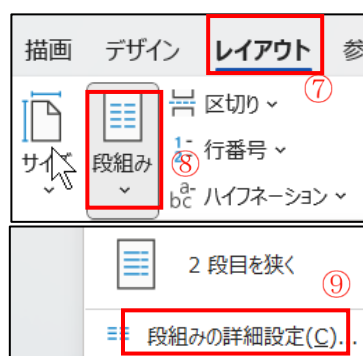 描画 デザイン レイアウト 参
⑦
サイズ 段組み ⑧
区切り
行番号
bc a- ハイフネーション
2 段目を狭く
⑨
段組みの詳細設定(C)...